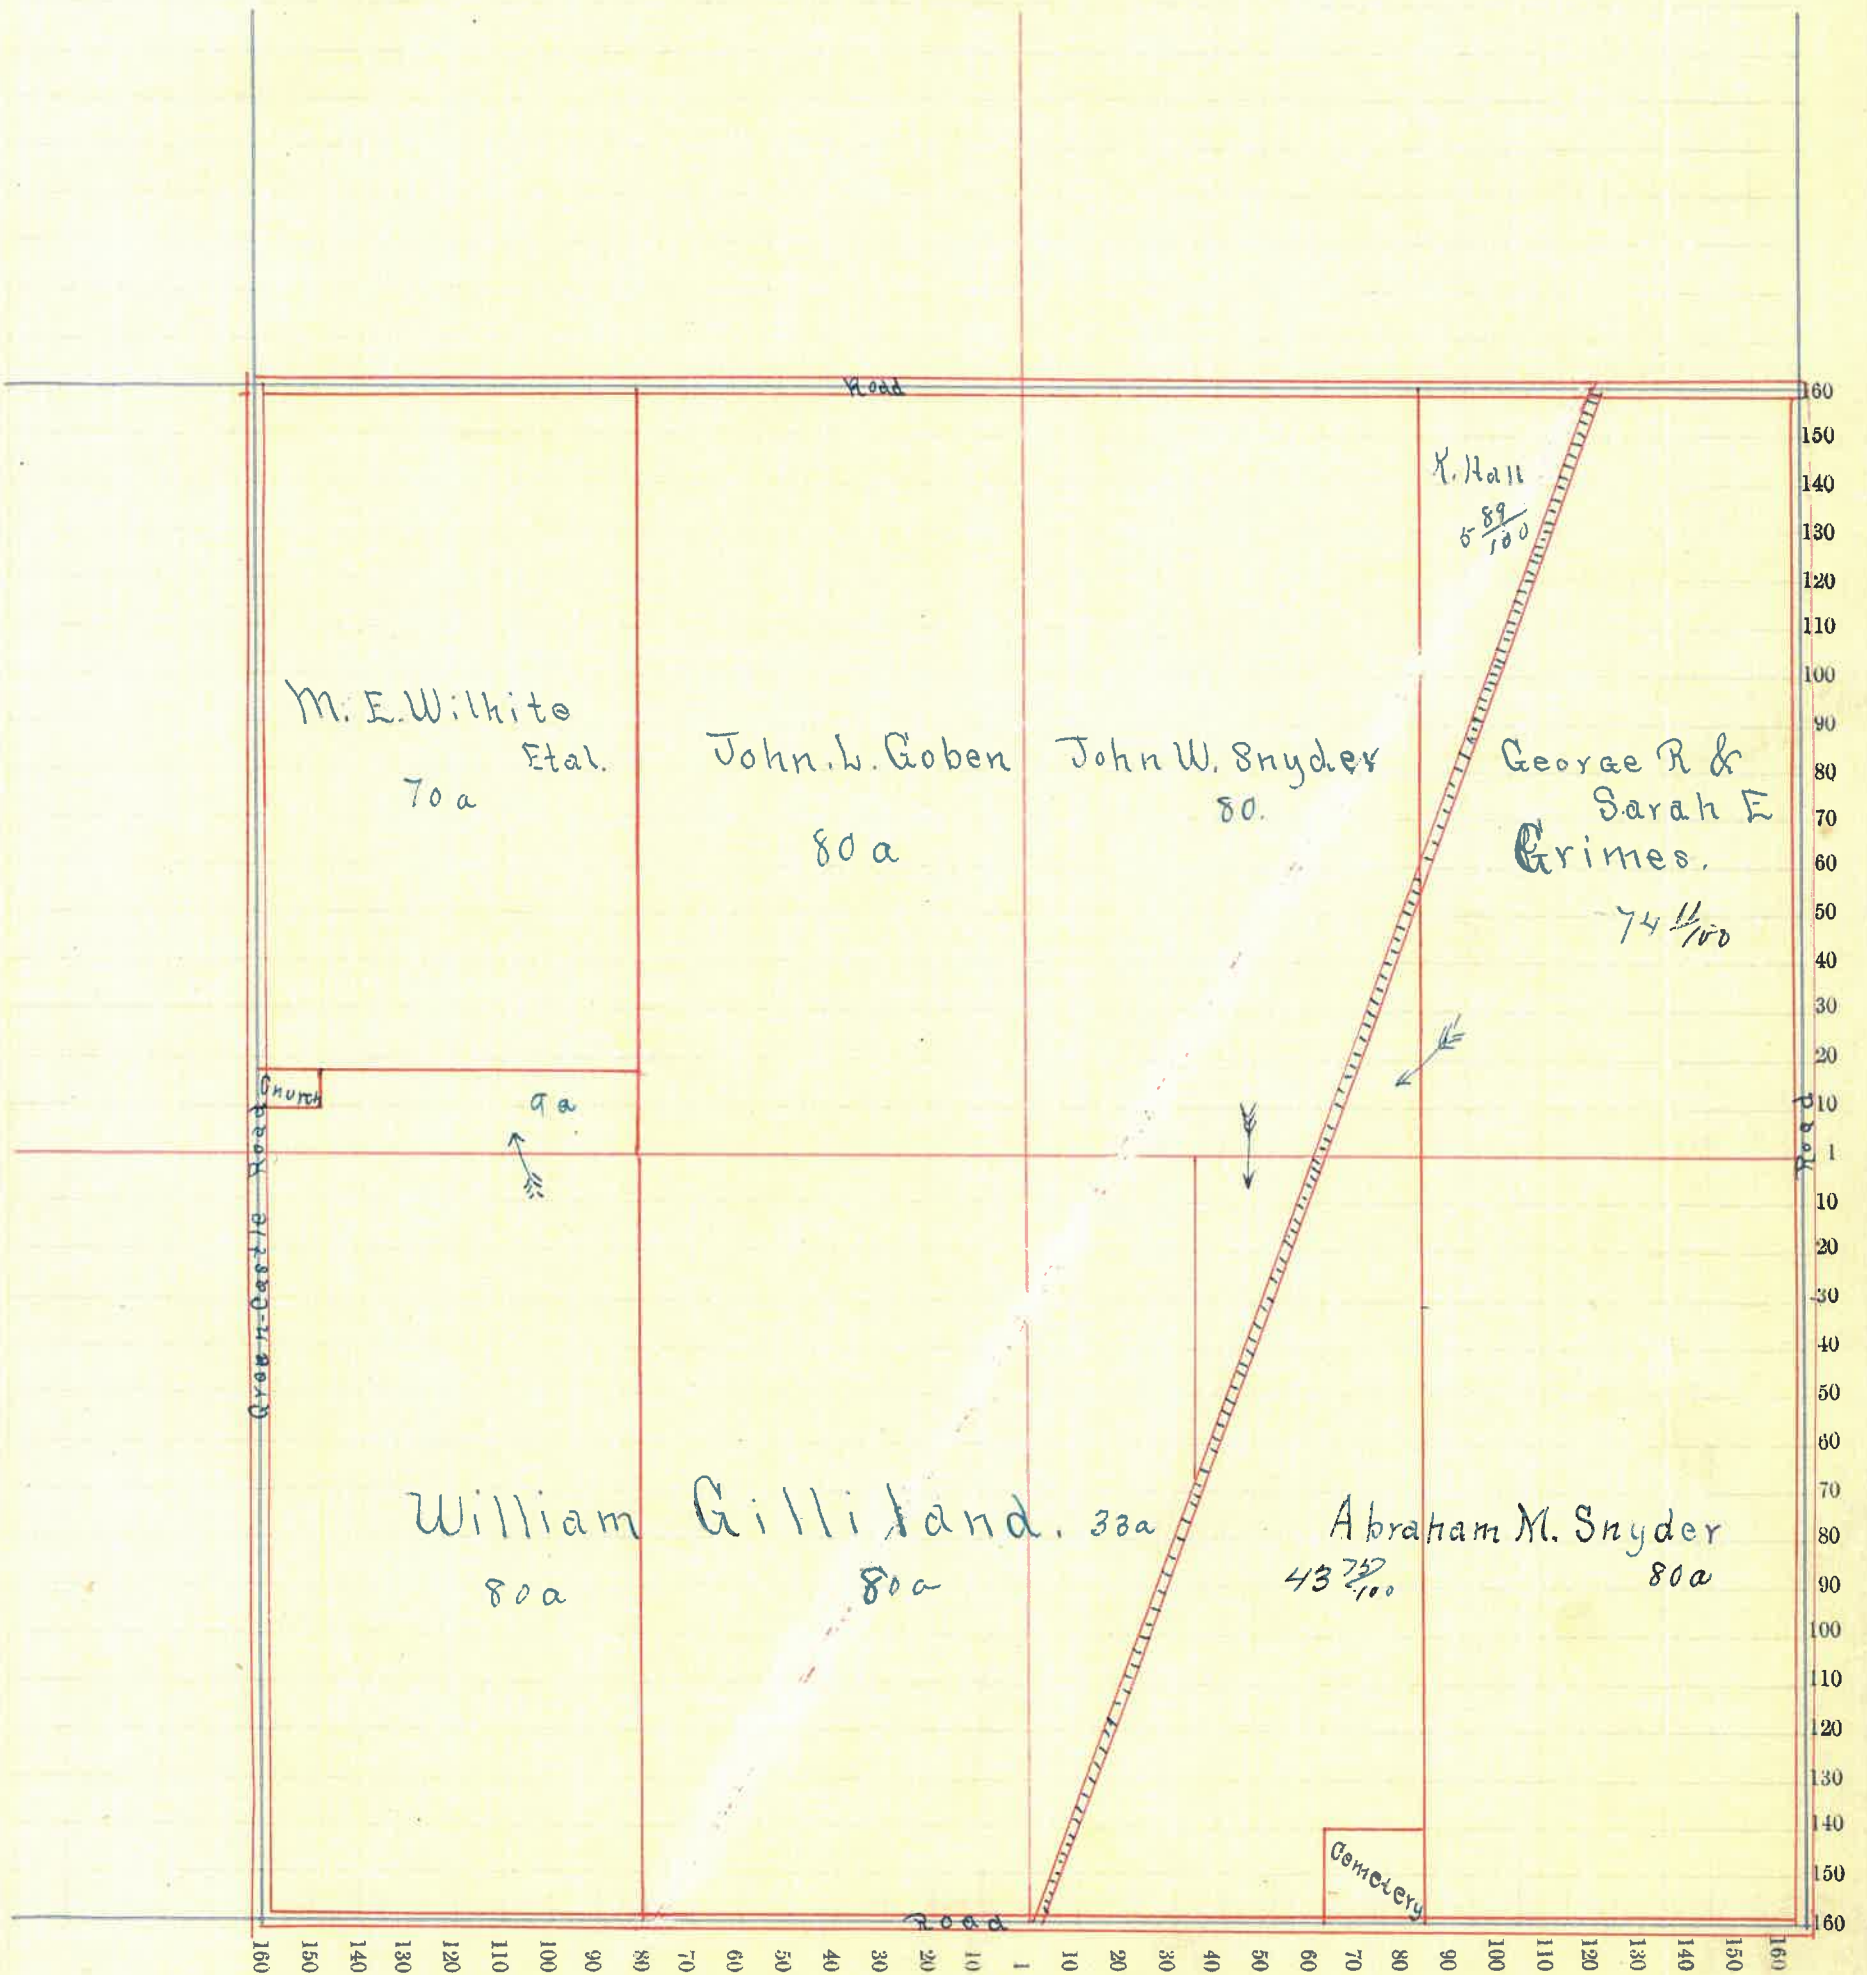 Road
160
150
140
130
120
110
100
90
80
70
60
50
40
30
20
10
1
10
20
30
40
50
60
70
80
90
100
110
120
130
140
150
160
K. Hall
5 89/100
M. E. Wilhite
Etal.
70 a
John. L. Goben
80 a
John W. Snyder
80.
George R &
Sarah E
Grimes.
74 11/100
Church
9 a
Green-Castle Road
Road
William Gilliland. 33a
80a
80a
Abraham M. Snyder
43 75/100
80a
Cemetery
Road
160 150 140 130 120 110 100 90 80 70 60 50 40 30 20 10 1 10 20 30 40 50 60 70 80 90 100 110 120 130 140 150 160